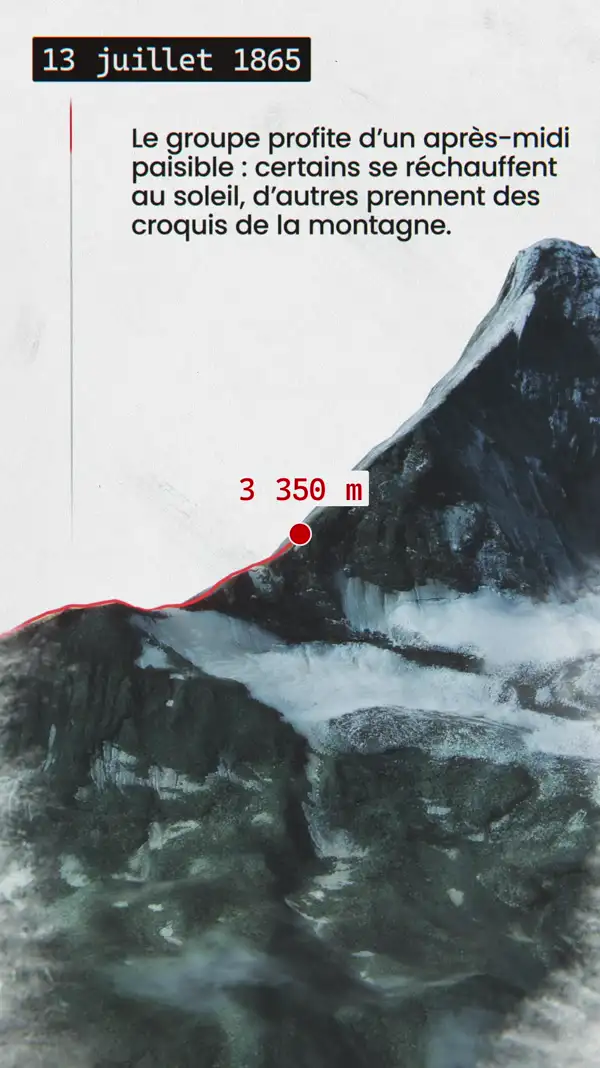 13 juillet 1865
Le groupe profite d’un après-midi
paisible : certains se réchauffent
au soleil, d’autres prennent des
croquis de la montagne.
3 350 m